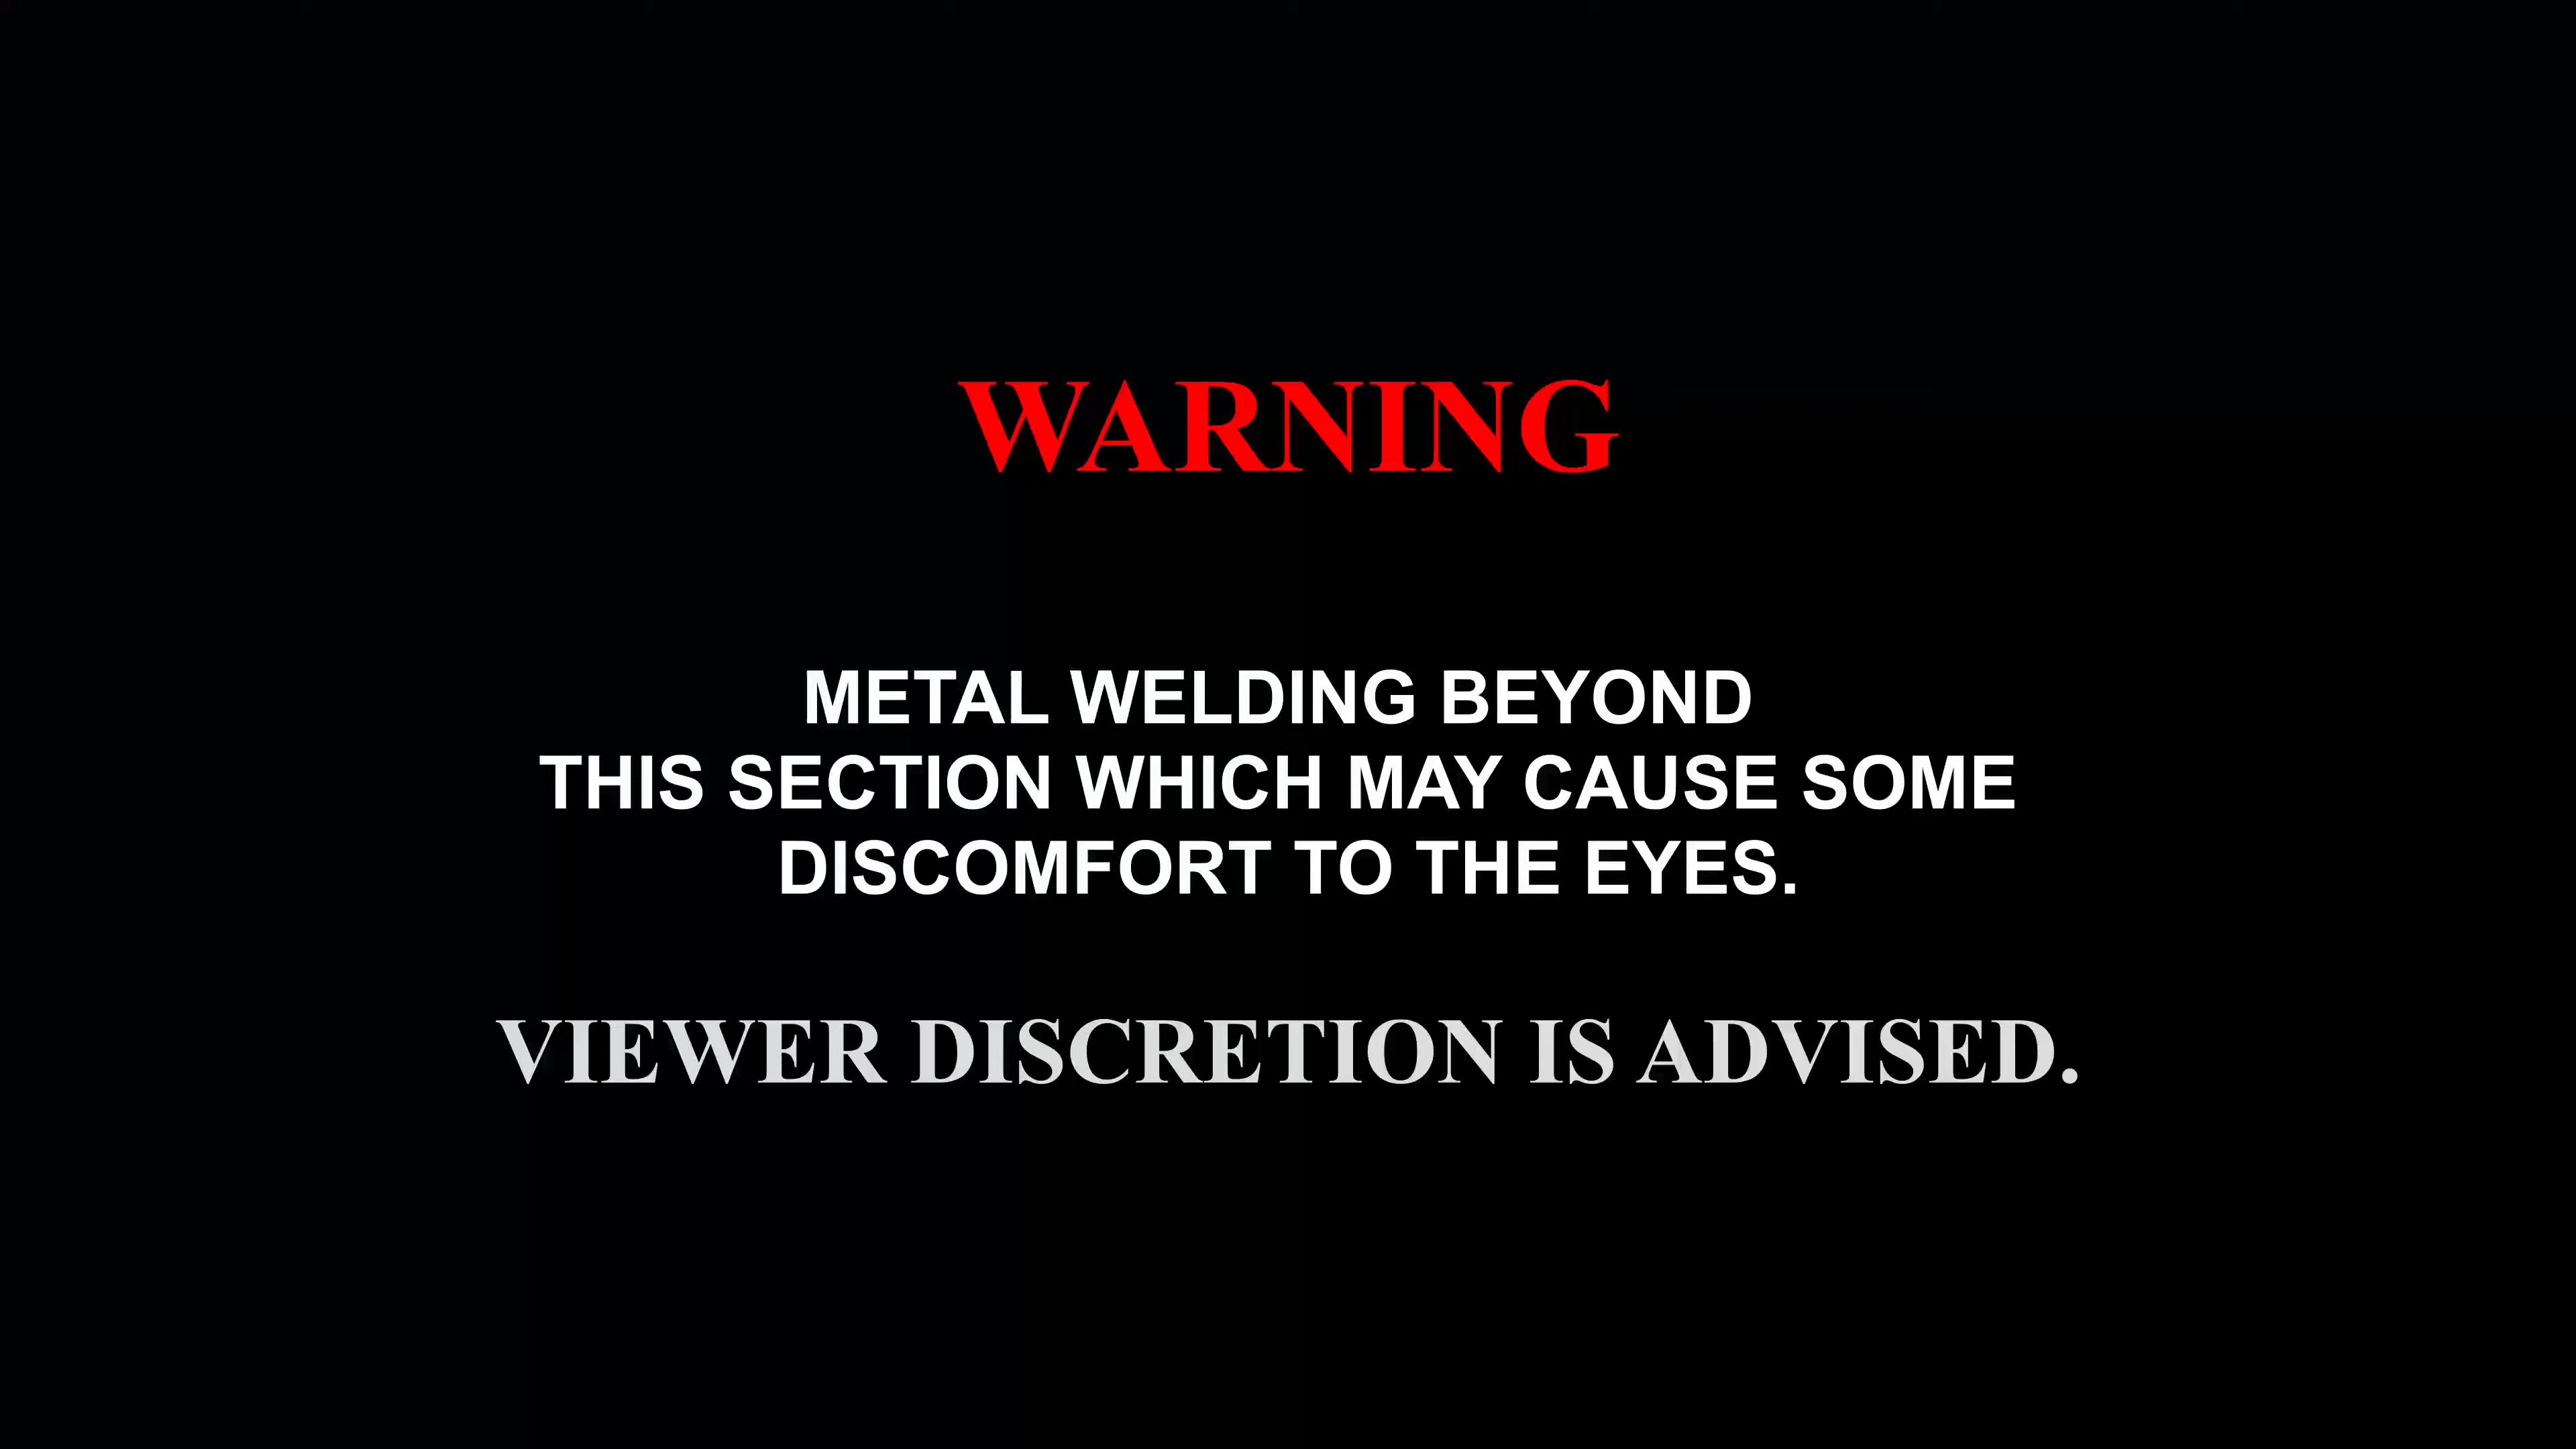 WARNING
METAL WELDING BEYOND
THIS SECTION WHICH MAY CAUSE SOME
DISCOMFORT TO THE EYES.
VIEWER DISCRETION IS ADVISED.